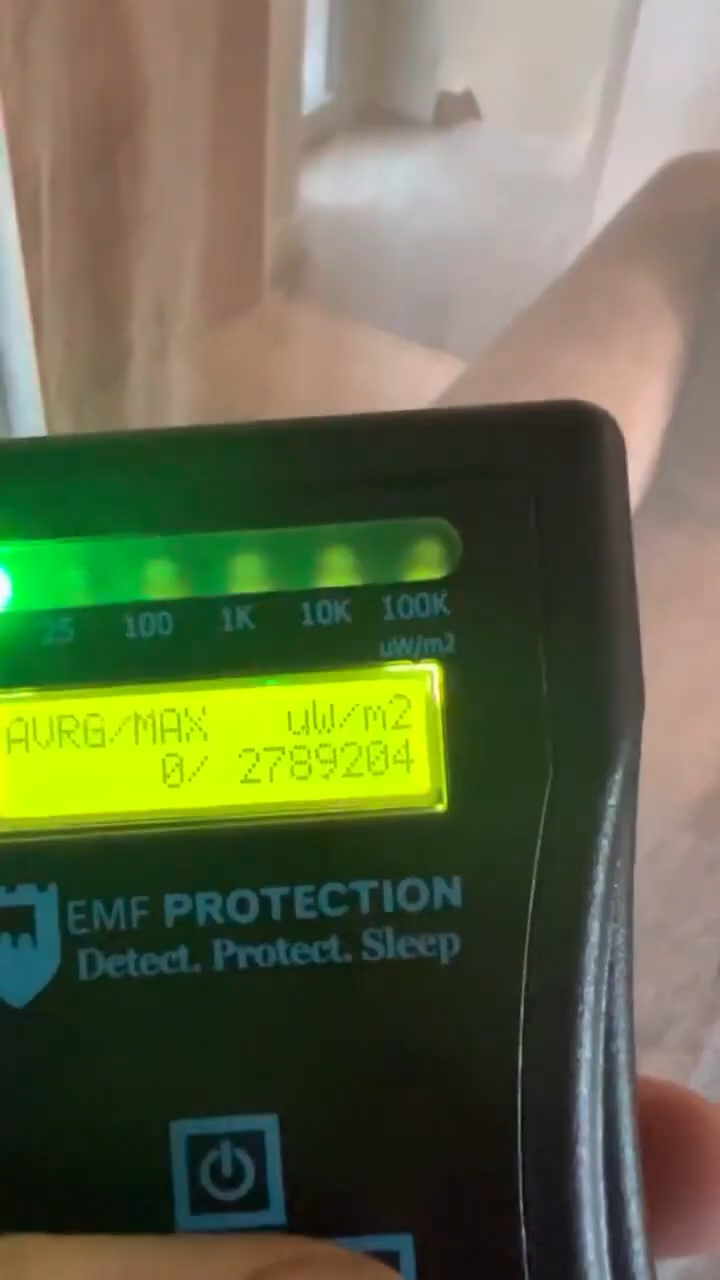 25 100 1K 10K 100K
uW/m2
AVRG/MAX uW/m2
0/ 2789204
EMF PROTECTION
Detect. Protect. Sleep